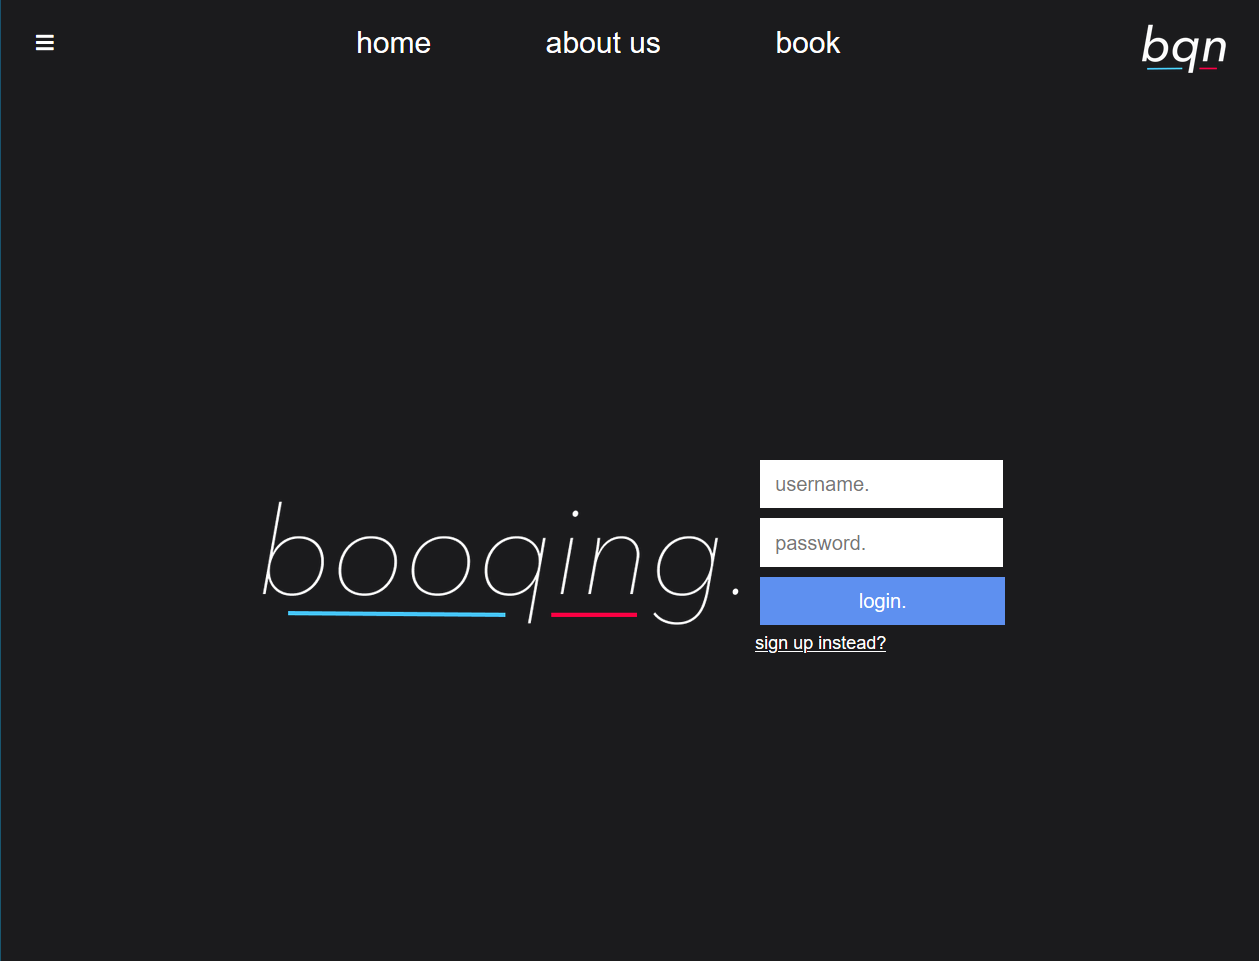 home about us book bqn
username.
booqing.
password.
login.
sign up instead?